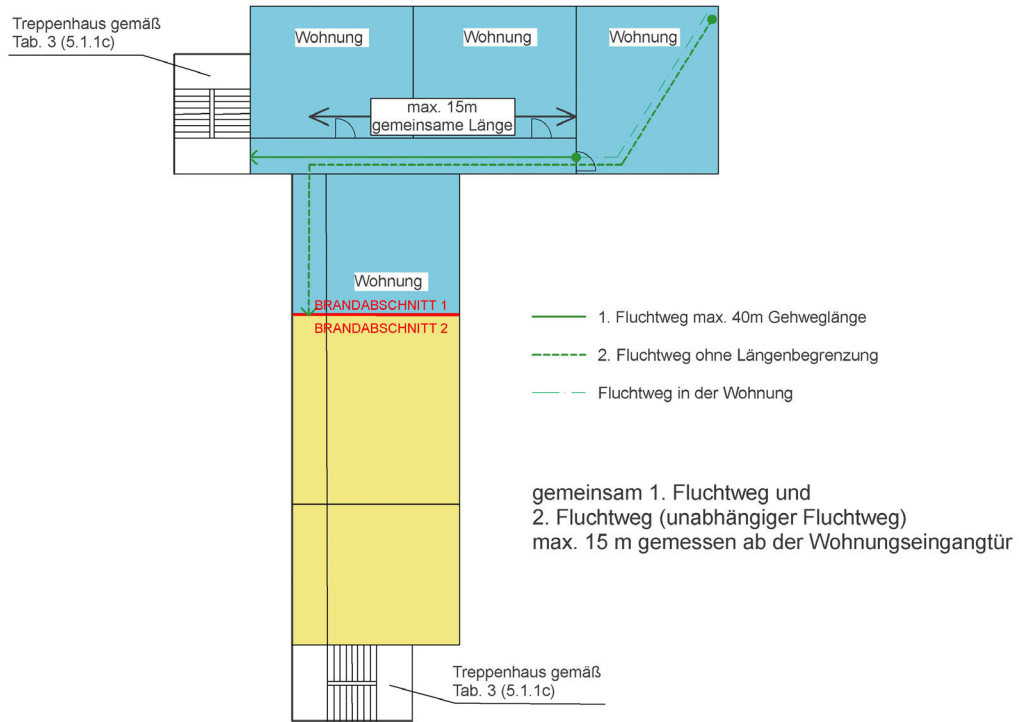 Treppenhaus gemäß
Tab. 3 (5.1.1c)
Wohnung
Wohnung
Wohnung
max. 15m
gemeinsame Länge
Wohnung
BRANDABSCHNITT 1
BRANDABSCHNITT 2
1. Fluchtweg max. 40m Gehweglänge
2. Fluchtweg ohne Längenbegrenzung
Fluchtweg in der Wohnung
gemeinsam 1. Fluchtweg und
2. Fluchtweg (unabhängiger Fluchtweg)
max. 15 m gemessen ab der Wohnungseingangtür
Treppenhaus gemäß
Tab. 3 (5.1.1c)